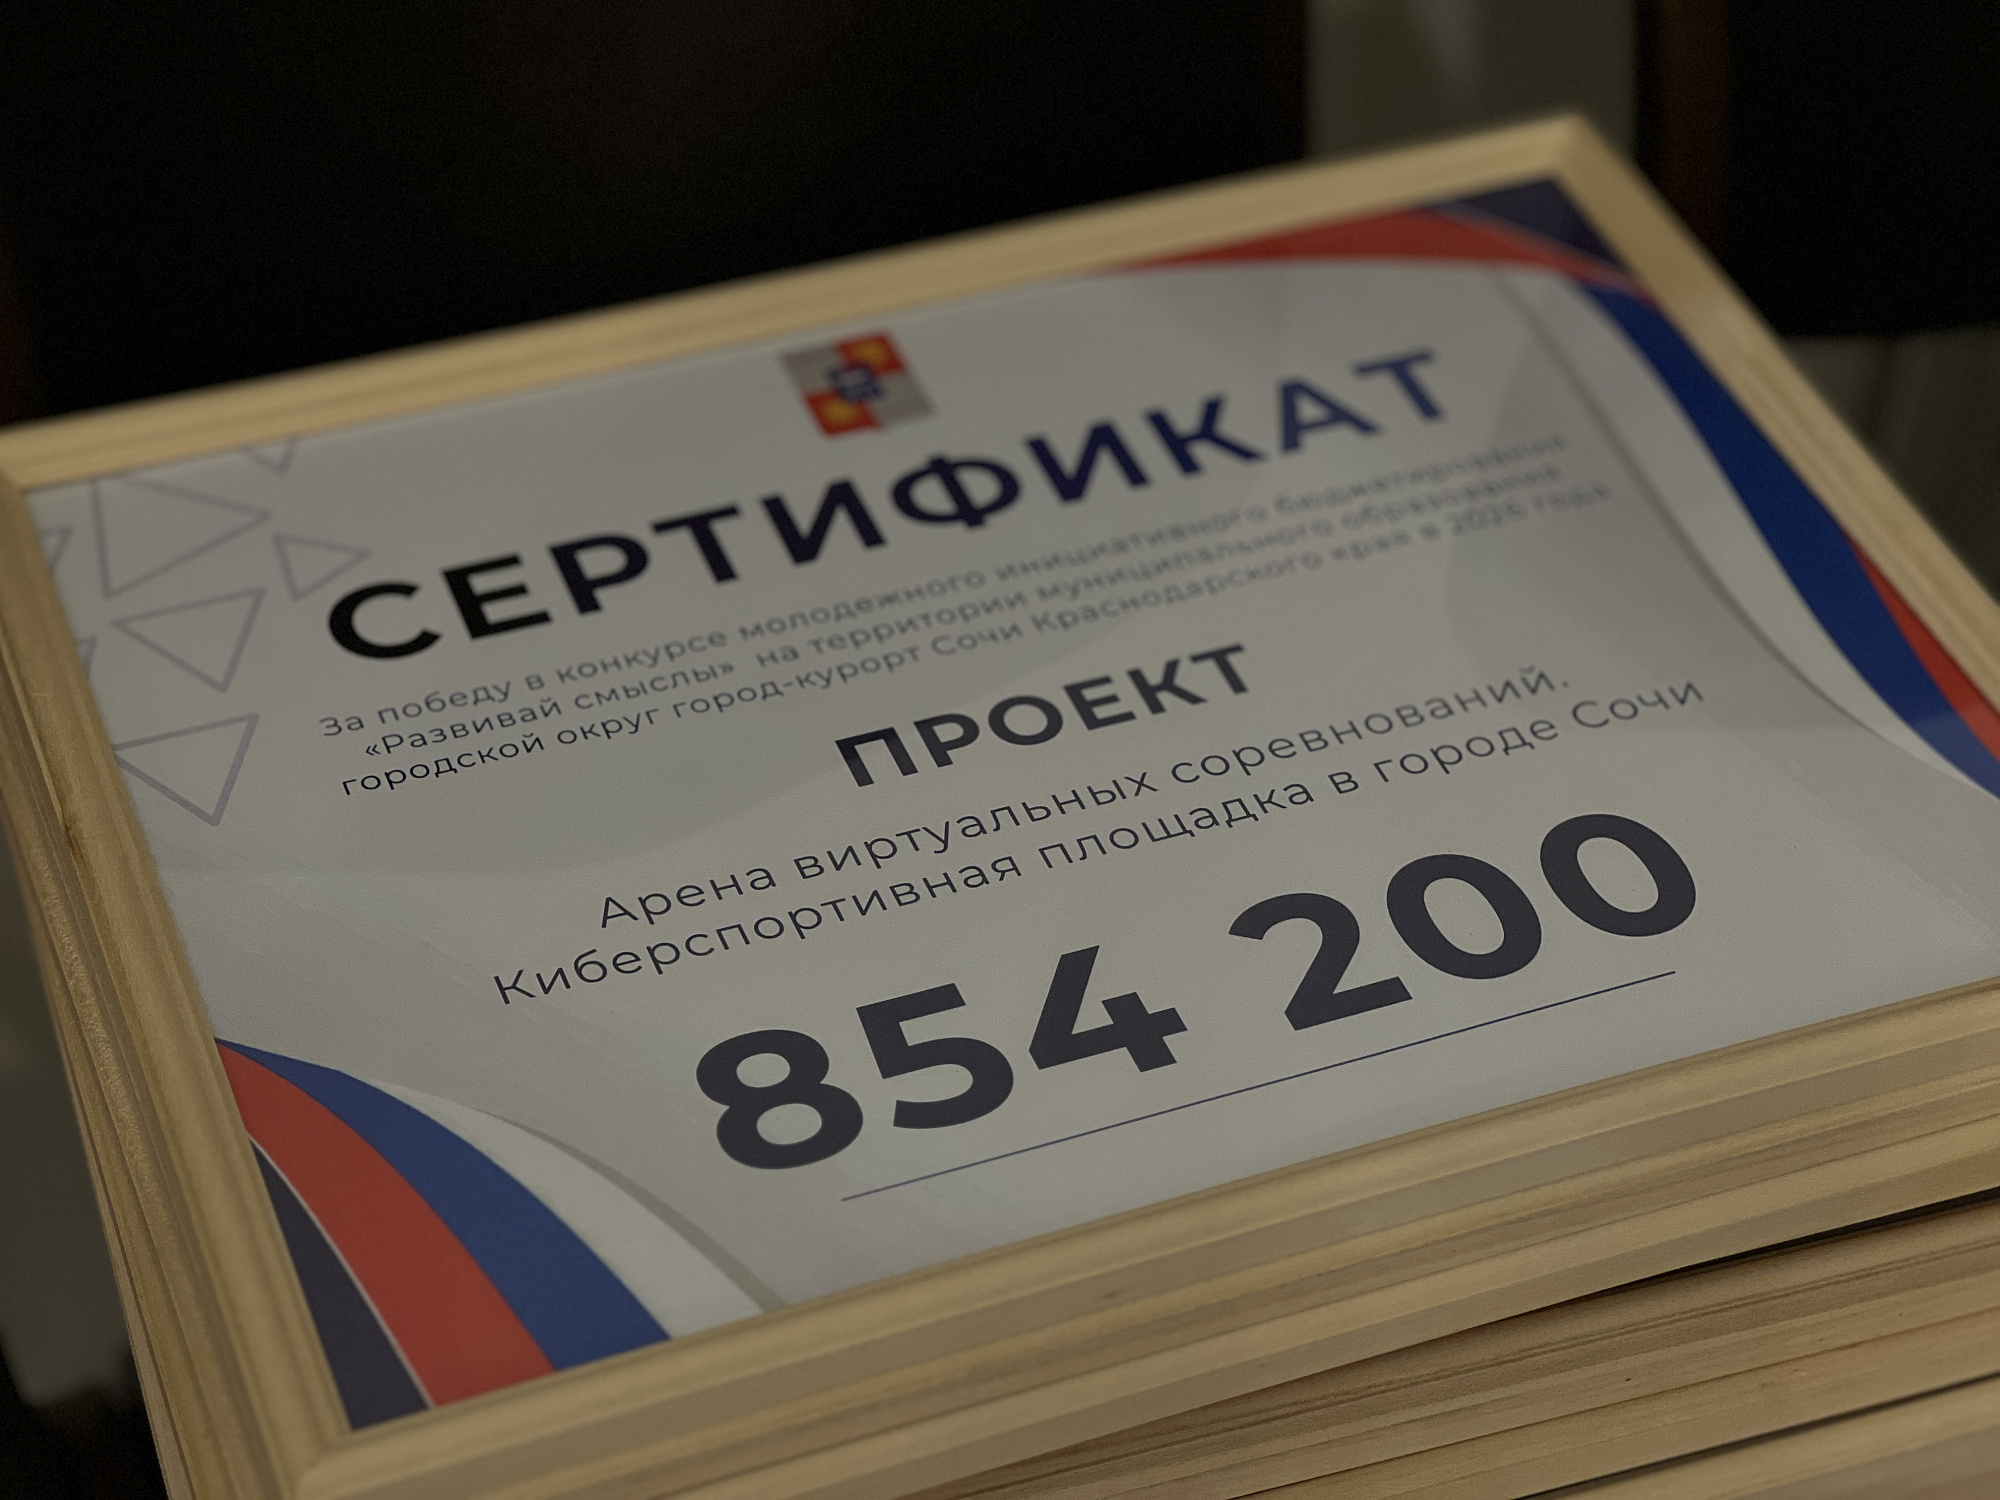 СЕРТИФИКАТ
За победу в конкурсе молодежного инициативного бюджетирования
«Развивай смыслы» на территории муниципального образования
городской округ город-курорт Сочи Краснодарского края в 2026 года
ПРОЕКТ
Арена виртуальных соревнований.
Киберспортивная площадка в городе Сочи
854 200